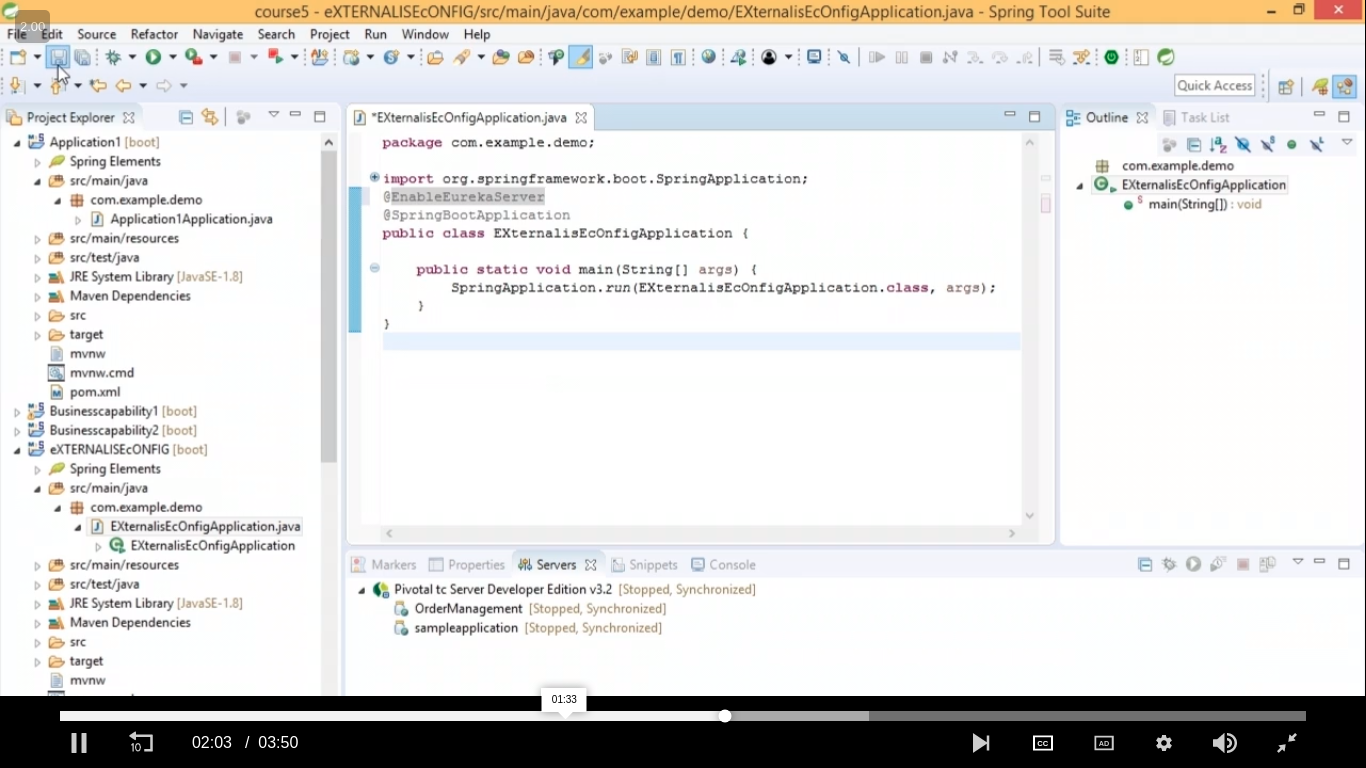 course5 - eXTERNALISEcONFIG/src/main/java/com/example/demo/EXternalisEcOnfigApplication.java - Spring Tool Suite
2.00
File Edit Source Refactor Navigate Search Project Run Window Help
Quick Access
Project Explorer
Application1 [boot]
Spring Elements
src/main/java
com.example.demo
Application1Application.java
src/main/resources
src/test/java
JRE System Library [JavaSE-1.8]
Maven Dependencies
src
target
mvnw
mvnw.cmd
pom.xml
Businesscapability1 [boot]
Businesscapability2 [boot]
eXTERNALISEcONFIG [boot]
Spring Elements
src/main/java
com.example.demo
EXternalisEcOnfigApplication.java
EXternalisEcOnfigApplication
src/main/resources
src/test/java
JRE System Library [JavaSE-1.8]
Maven Dependencies
src
target
mvnw
*EXternalisEcOnfigApplication.java
package com.example.demo;
import org.springframework.boot.SpringApplication;
@EnableEurekaServer
@SpringBootApplication
public class EXternalisEcOnfigApplication {
public static void main(String[] args) {
SpringApplication.run(EXternalisEcOnfigApplication.class, args);
}
}
Outline Task List
com.example.demo
EXternalisEcOnfigApplication
main(String[]) : void
Markers Properties Servers Snippets Console
Pivotal tc Server Developer Edition v3.2 [Stopped, Synchronized]
OrderManagement [Stopped, Synchronized]
sampleapplication [Stopped, Synchronized]
01:33
10
02:03 / 03:50
CC
AD